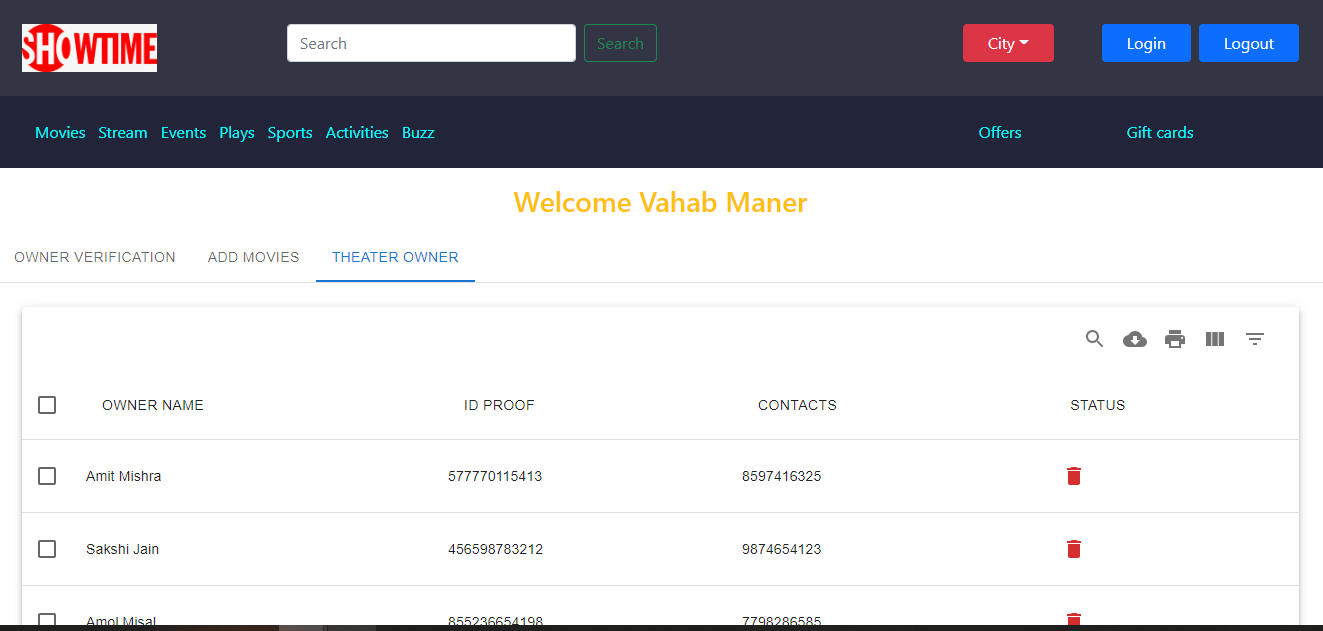 SHOWTIME
Search
Search
City
Login
Logout
Movies Stream Events Plays Sports Activities Buzz Offers Gift cards
Welcome Vahab Maner
OWNER VERIFICATION ADD MOVIES THEATER OWNER
OWNER NAME ID PROOF CONTACTS STATUS
Amit Mishra 577770115413 8597416325
Sakshi Jain 456598783212 9874654123
Amol Misal 855236654198 7798286585